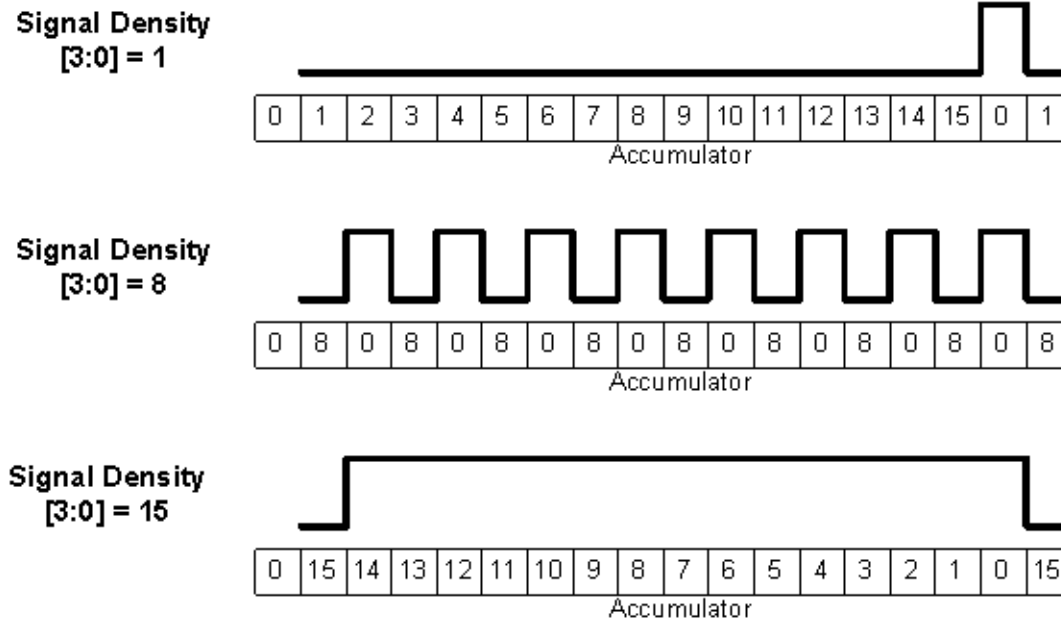 Signal Density
[3:0] = 1
0 1 2 3 4 5 6 7 8 9 10 11 12 13 14 15 0 1
Accumulator
Signal Density
[3:0] = 8
0 8 0 8 0 8 0 8 0 8 0 8 0 8 0 8 0 8
Accumulator
Signal Density
[3:0] = 15
0 15 14 13 12 11 10 9 8 7 6 5 4 3 2 1 0 15
Accumulator